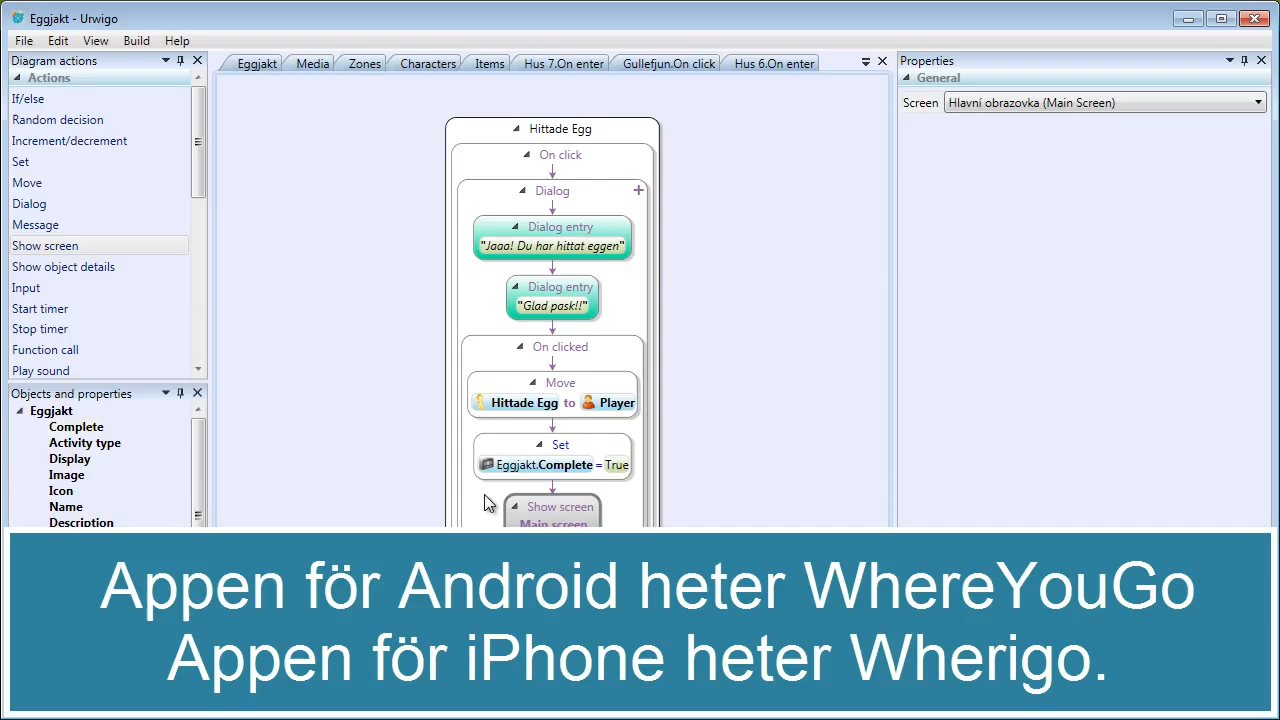 Eggjakt - Urwigo
File Edit View Build Help
Diagram actions
Actions
If/else
Random decision
Increment/decrement
Set
Move
Dialog
Message
Show screen
Show object details
Input
Start timer
Stop timer
Function call
Play sound
Objects and properties
Eggjakt
Complete
Activity type
Display
Image
Icon
Name
Description
Eggjakt Media Zones Characters Items Hus 7.On enter Gullefjun.On click Hus 6.On enter
Hittade Egg
On click
Dialog
Dialog entry
"Jaaa! Du har hittat eggen"
Dialog entry
"Glad pask!!"
On clicked
Move
Hittade Egg to Player
Set
Eggjakt.Complete = True
Show screen
Main screen
Properties
General
Screen Hlavní obrazovka (Main Screen)
Appen för Android heter WhereYouGo
Appen för iPhone heter Wherigo.